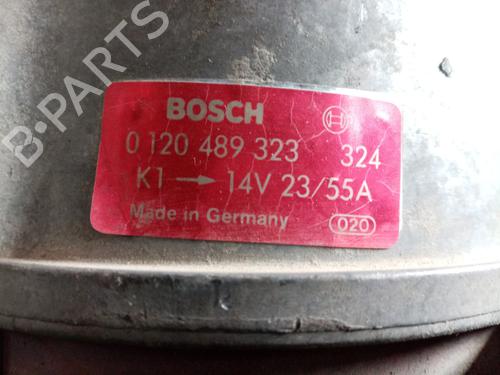 B-PARTS
BOSCH
0 120 489 323 324
K1 → 14V 23/55A
Made in Germany 020